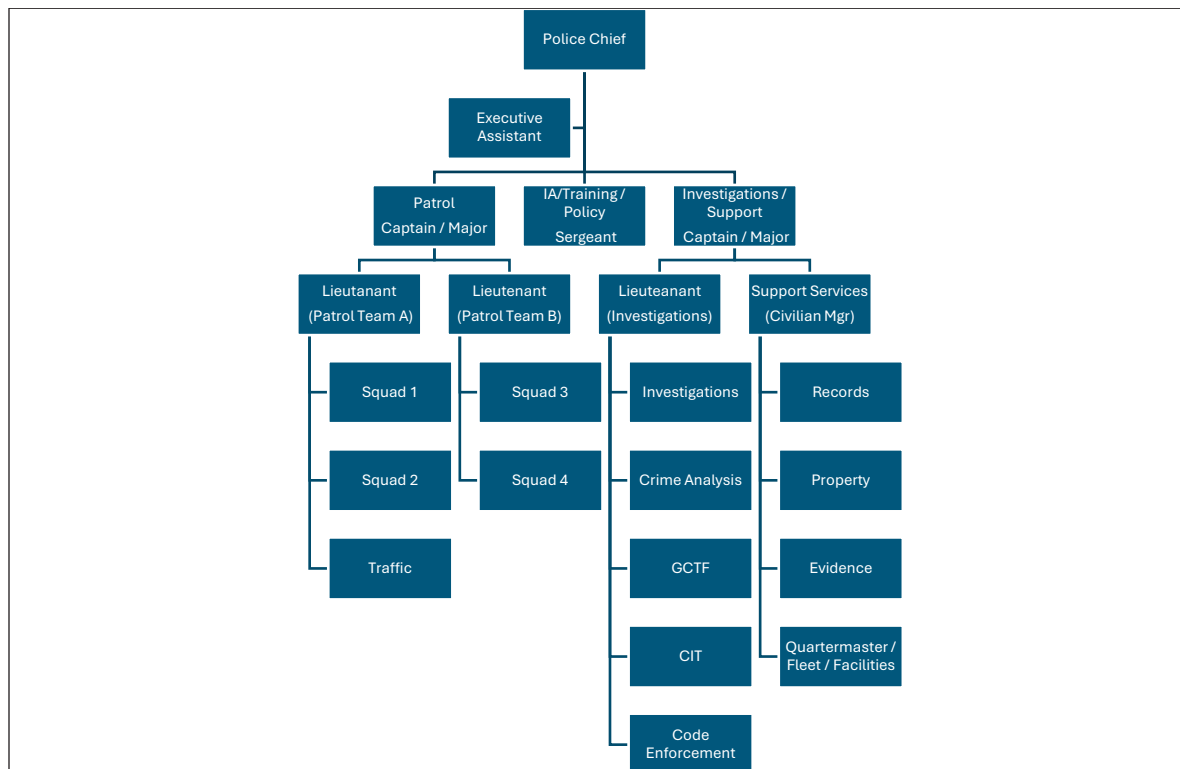 Police Chief
Executive
Assistant
Patrol
Captain / Major
IA/Training /
Policy
Sergeant
Investigations /
Support
Captain / Major
Lieutanant
(Patrol Team A)
Lieutenant
(Patrol Team B)
Lieuteanant
(Investigations)
Support Services
(Civilian Mgr)
Squad 1
Squad 3
Investigations
Records
Squad 2
Squad 4
Crime Analysis
Property
Traffic
GCTF
Evidence
CIT
Quartermaster /
Fleet / Facilities
Code
Enforcement